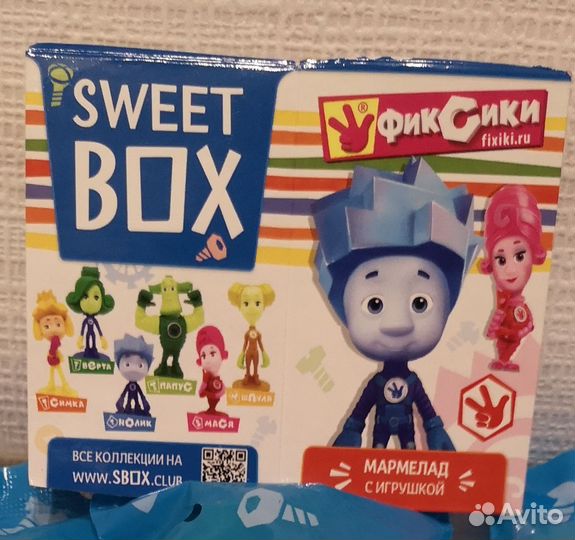 SWEET
BOX
ФИКСИКИ
fixiki.ru
ВЕРТА
ПАПУС
СИМКА
НОЛИК
МАСЯ
ШПУЛЯ
ВСЕ КОЛЛЕКЦИИ НА
WWW.SBOX.CLUB
МАРМЕЛАД
С ИГРУШКОЙ
Avito